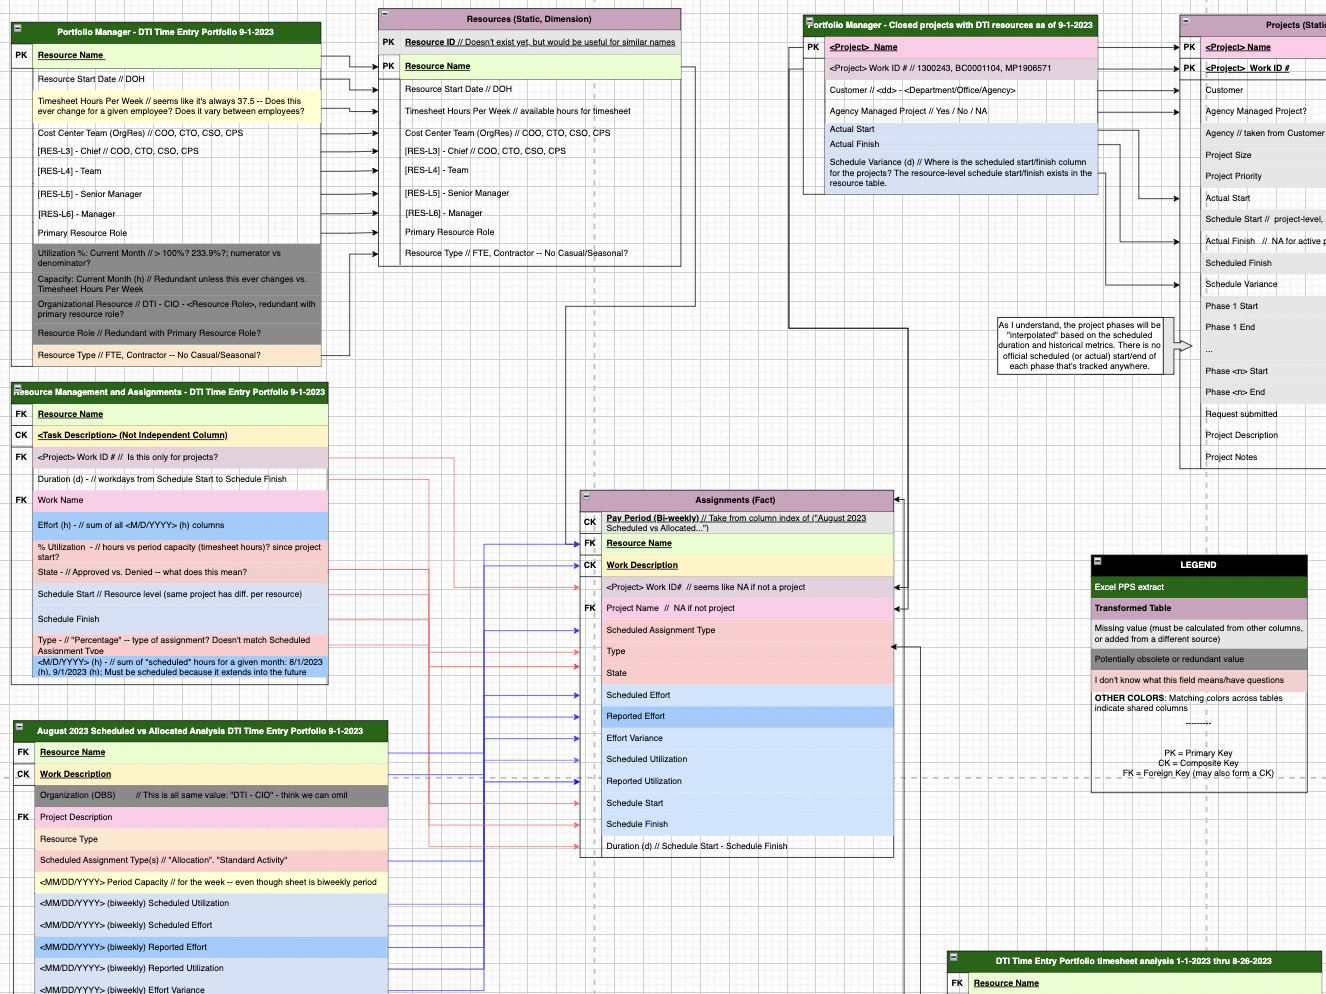 Portfolio Manager - DTI Time Entry Portfolio 9-1-2023
PK
Resource Name
Resource Start Date // DOH
Timesheet Hours Per Week // seems like it's always 37.5 -- Does this
ever change for a given employee? Does it vary between employees?
Cost Center Team (OrgRes) // COO, CTO, CSO, CPS
[RES-L3] - Chief // COO, CTO, CSO, CPS
[RES-L4] - Team
[RES-L5] - Senior Manager
[RES-L6] - Manager
Primary Resource Role
Utilization %: Current Month // > 100%? 233.9%?; numerator vs
denominator?
Capacity: Current Month (h) // Redundant unless this ever changes vs.
Timesheet Hours Per Week
Organizational Resource // DTI - CIO - <Resource Role>, redundant with
primary resource role?
Resource Role // Redundant with Primary Resource Role?
Resource Type // FTE, Contractor -- No Casual/Seasonal?
Resources (Static, Dimension)
PK
Resource ID // Doesn't exist yet, but would be useful for similar names
PK
Resource Name
Resource Start Date // DOH
Timesheet Hours Per Week // available hours for timesheet
Cost Center Team (OrgRes) // COO, CTO, CSO, CPS
[RES-L3] - Chief // COO, CTO, CSO, CPS
[RES-L4] - Team
[RES-L5] - Senior Manager
[RES-L6] - Manager
Primary Resource Role
Resource Type // FTE, Contractor -- No Casual/Seasonal?
Portfolio Manager - Closed projects with DTI resources as of 9-1-2023
PK
<Project> Name
<Project> Work ID # // 1300243, BC0001104, MP1906571
Customer // <dd> - <Department/Office/Agency>
Agency Managed Project // Yes / No / NA
Actual Start
Actual Finish
Schedule Variance (d) // Where is the scheduled start/finish column
for the projects? The resource-level schedule start/finish exists in the
resource table.
Projects (Stati
PK
<Project> Name
PK
<Project> Work ID #
Customer
Agency Managed Project?
Agency // taken from Customer
Project Size
Project Priority
Actual Start
Schedule Start // project-level,
Actual Finish // NA for active p
Scheduled Finish
Schedule Variance
Phase 1 Start
Phase 1 End
...
Phase <n> Start
Phase <n> End
Request submitted
Project Description
Project Notes
As I understand, the project phases will be
"interpolated" based on the scheduled
duration and historical metrics. There is no
official scheduled (or actual) start/end of
each phase that's tracked anywhere.
Resource Management and Assignments - DTI Time Entry Portfolio 9-1-2023
FK
Resource Name
CK
<Task Description> (Not Independent Column)
FK
<Project> Work ID # // Is this only for projects?
Duration (d) - // workdays from Schedule Start to Schedule Finish
FK
Work Name
Effort (h) - // sum of all <M/D/YYYY> (h) columns
% Utilization - // hours vs period capacity (timesheet hours)? since project
start?
State - // Approved vs. Denied -- what does this mean?
Schedule Start // Resource level (same project has diff. per resource)
Schedule Finish
Type - // "Percentage" -- type of assignment? Doesn't match Scheduled
Assignment Type
<M/D/YYYY> (h) - // sum of "scheduled" hours for a given month: 8/1/2023
(h), 9/1/2023 (h); Must be scheduled because it extends into the future
Assignments (Fact)
CK
Pay Period (Bi-weekly) // Take from column index of ("August 2023
Scheduled vs Allocated...")
FK
Resource Name
CK
Work Description
<Project> Work ID# // seems like NA if not a project
FK
Project Name // NA if not project
Scheduled Assignment Type
Type
State
Scheduled Effort
Reported Effort
Effort Variance
Scheduled Utilization
Reported Utilization
Schedule Start
Schedule Finish
Duration (d) // Schedule Start - Schedule Finish
LEGEND
Excel PPS extract
Transformed Table
Missing value (must be calculated from other columns,
or added from a different source)
Potentially obsolete or redundant value
I don't know what this field means/have questions
OTHER COLORS: Matching colors across tables
indicate shared columns
---------
PK = Primary Key
CK = Composite Key
FK = Foreign Key (may also form a CK)
August 2023 Scheduled vs Allocated Analysis DTI Time Entry Portfolio 9-1-2023
FK
Resource Name
CK
Work Description
Organization (OBS) // This is all same value: "DTI - CIO" - think we can omit
FK
Project Description
Resource Type
Scheduled Assignment Type(s) // "Allocation". "Standard Activity"
<MM/DD/YYYY> Period Capacity // for the week -- even though sheet is biweekly period
<MM/DD/YYYY> (biweekly) Scheduled Utilization
<MM/DD/YYYY> (biweekly) Scheduled Effort
<MM/DD/YYYY> (biweekly) Reported Effort
<MM/DD/YYYY> (biweekly) Reported Utilization
<MM/DD/YYYY> (biweekly) Effort Variance
DTI Time Entry Portfolio timesheet analysis 1-1-2023 thru 8-26-2023
FK
Resource Name